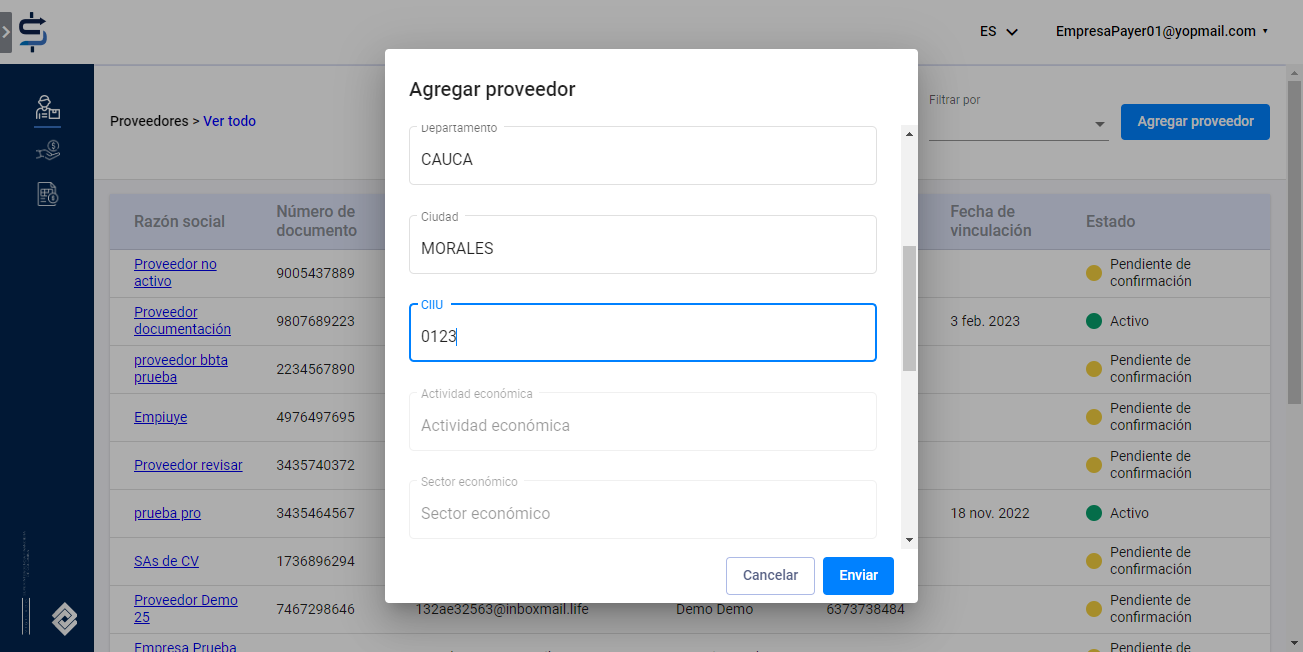 ES
EmpresaPayer01@yopmail.com
Proveedores > Ver todo
Filtrar por
Agregar proveedor
Razón social
Número de documento
Fecha de vinculación
Estado
Proveedor no activo
9005437889
Pendiente de confirmación
Proveedor documentación
9807689223
3 feb. 2023
Activo
proveedor bbta prueba
2234567890
Pendiente de confirmación
Empiuye
4976497695
Pendiente de confirmación
Proveedor revisar
3435740372
Pendiente de confirmación
prueba pro
3435464567
18 nov. 2022
Activo
SAs de CV
1736896294
Pendiente de confirmación
Proveedor Demo 25
7467298646
132ae32563@inboxmail.life
Demo Demo
6373738484
Pendiente de confirmación
Empresa Prueba
Pendiente de
Agregar proveedor
Departamento
CAUCA
Ciudad
MORALES
CIIU
0123
Actividad económica
Actividad económica
Sector económico
Sector económico
Cancelar
Enviar